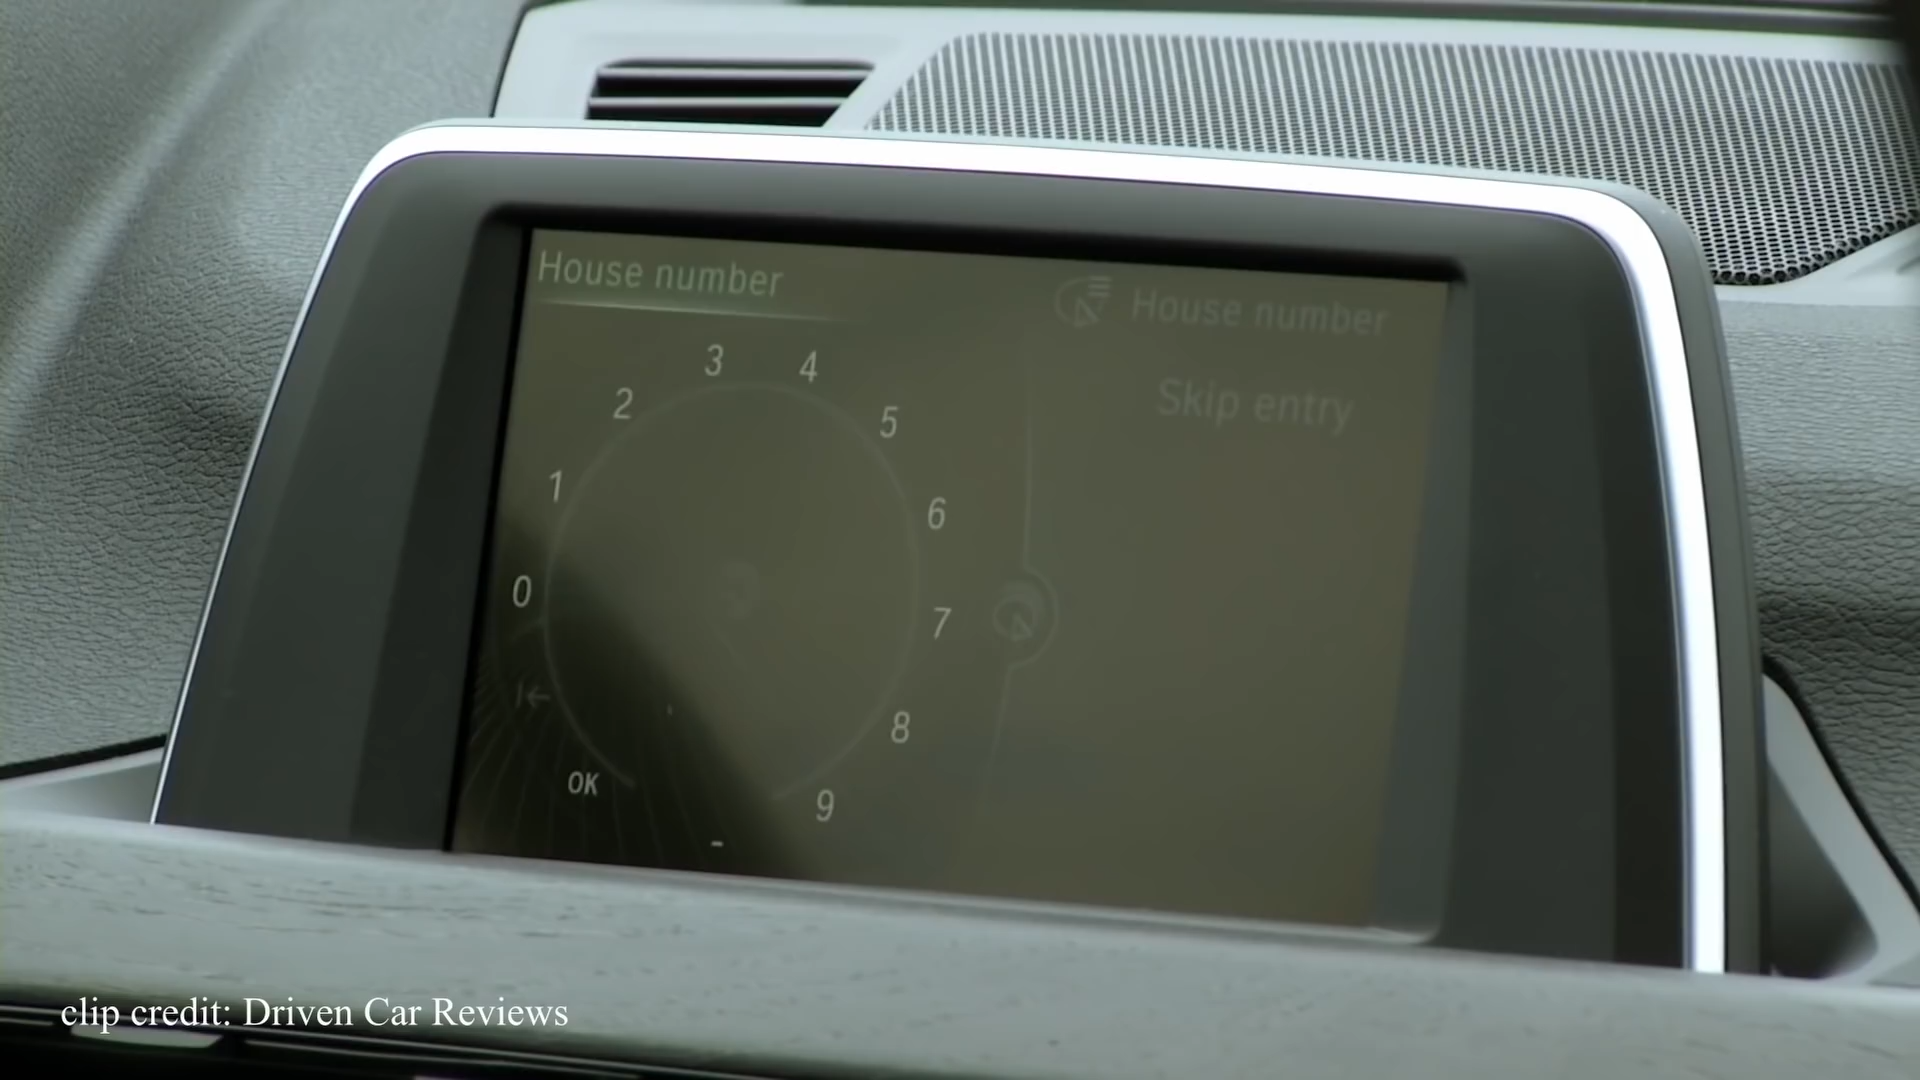 House number
House number
Skip entry
3 4
2 5
1 6
0 7
8
OK 9
-
clip credit: Driven Car Reviews